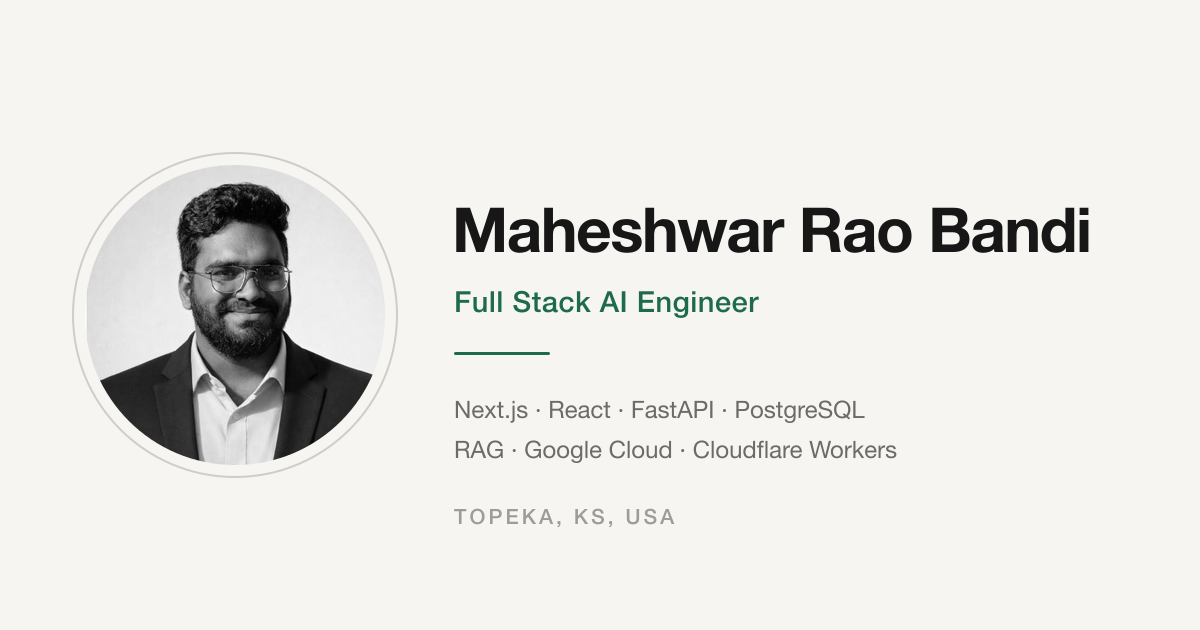 Maheshwar Rao Bandi
Full Stack AI Engineer
Next.js · React · FastAPI · PostgreSQL
RAG · Google Cloud · Cloudflare Workers
TOPEKA, KS, USA